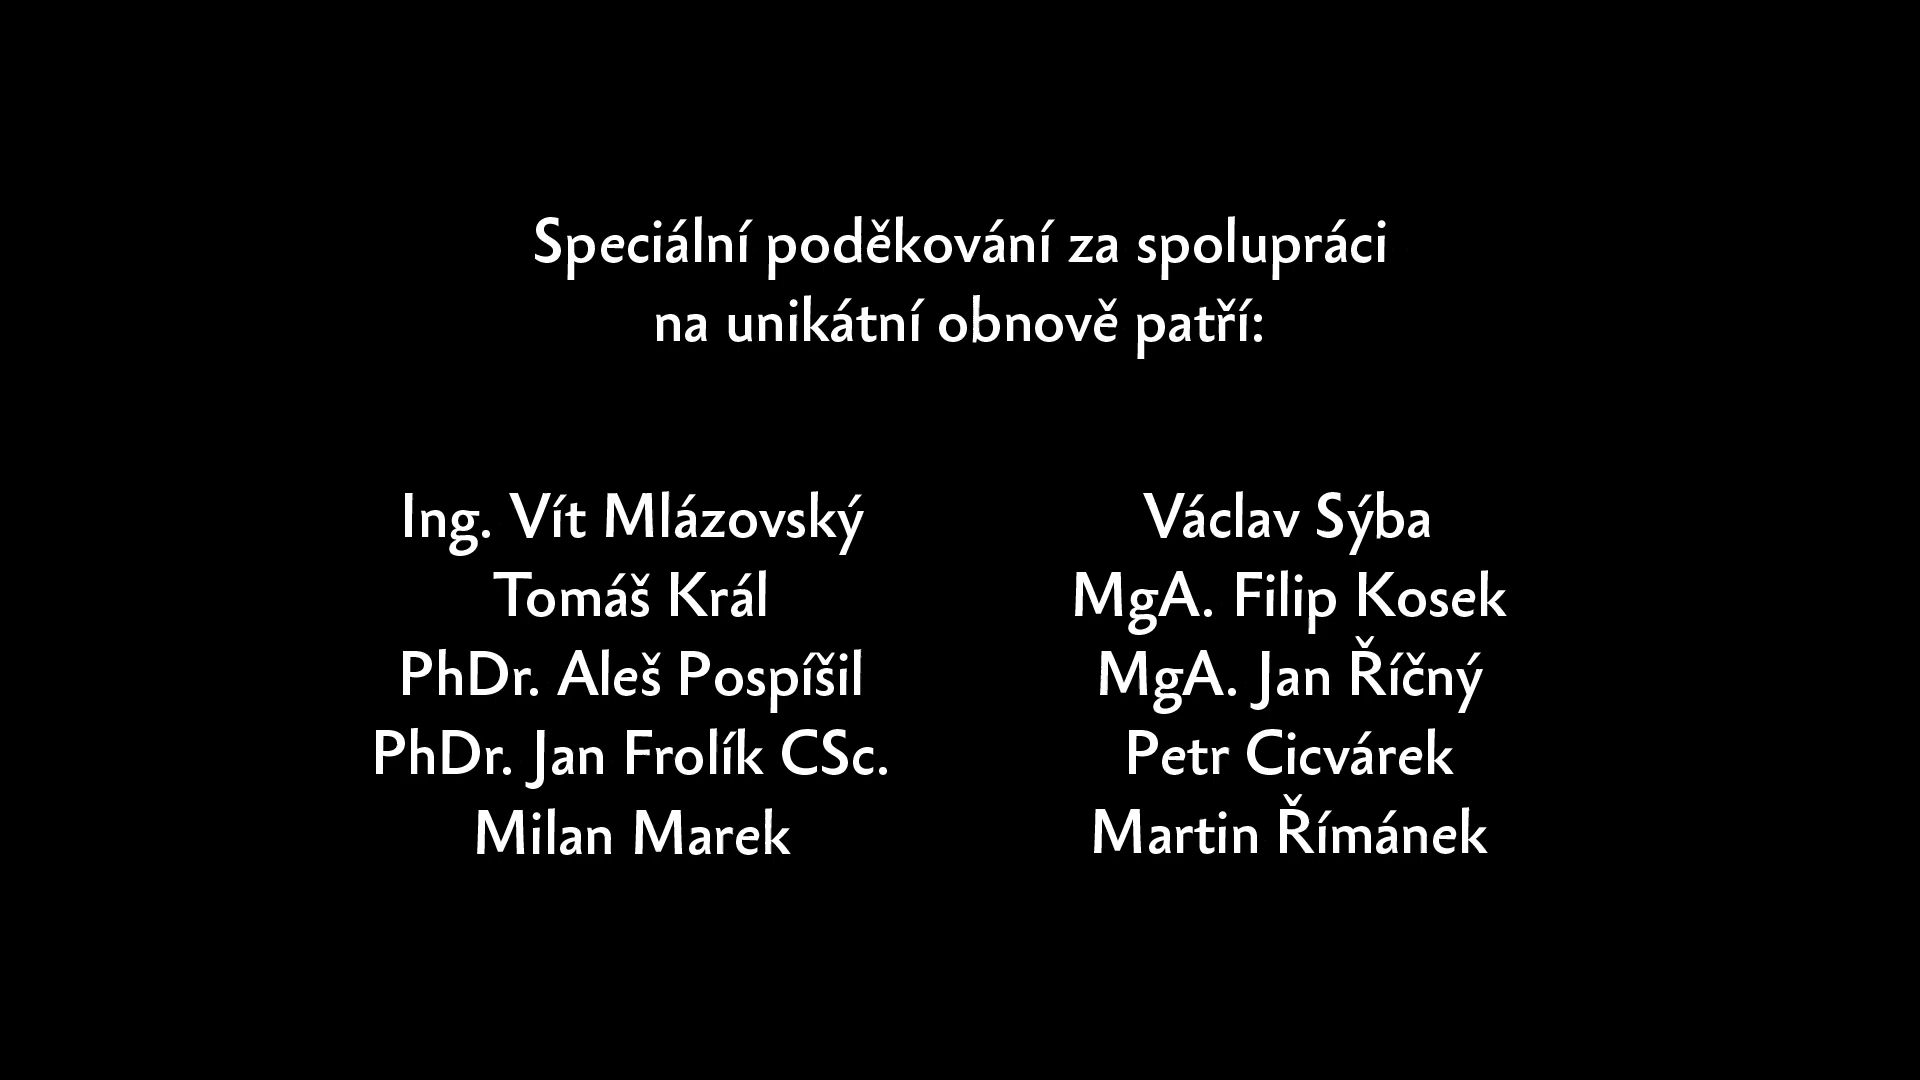 Speciální poděkování za spolupráci
na unikátní obnově patří:
Ing. Vít Mlázovský
Tomáš Král
PhDr. Aleš Pospíšil
PhDr. Jan Frolík CSc.
Milan Marek
Václav Sýba
MgA. Filip Kosek
MgA. Jan Říčný
Petr Cicvárek
Martin Římánek